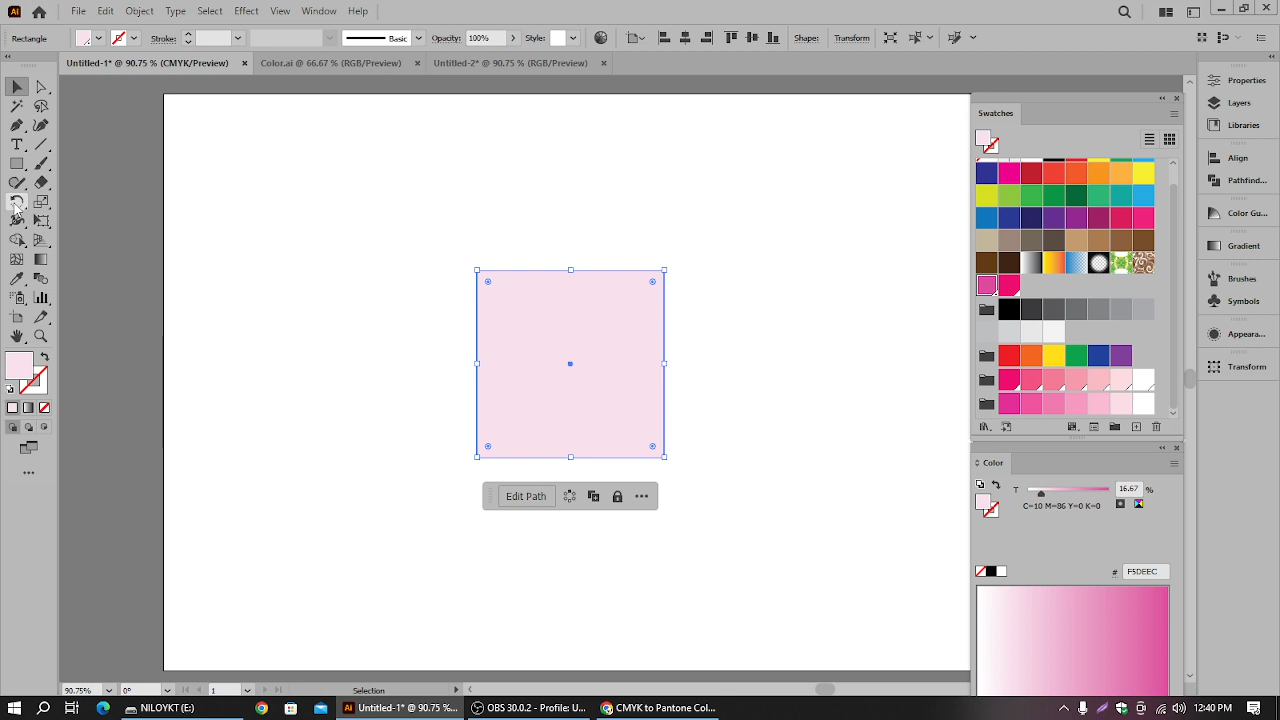 Ai File Edit Object Type Select Effect View Window Help
Rectangle Stroke: Basic Opacity: 100% Style: Shape: Transform
Untitled-1* @ 90.75 % (CMYK/Preview) × Color.ai @ 66.67 % (RGB/Preview) × Untitled-2* @ 90.75 % (RGB/Preview) ×
Swatches
Edit Path
Color
T 16.67 %
C=10 M=86 Y=0 K=0
# F5DEEC
Properties
Layers
Libraries
Align
Pathfind...
Color Gu...
Gradient
Brushes
Symbols
Appeara...
Transform
90.75% 0° 1 Selection
NILOYKT (E:) Ai Untitled-1* @ 90.75 %... OBS 30.0.2 - Profile: U... CMYK to Pantone Col... 12:40 PM